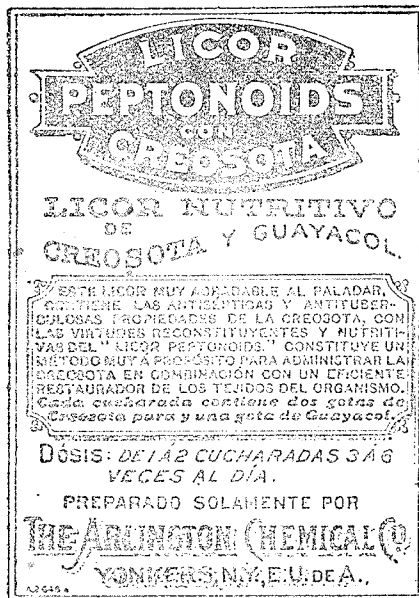 LICOR
PEPTONOIDS
CON
CREOSOTA
LICOR NUTRITIVO
DE
CREOSOTA Y GUAYACOL.
ESTE LICOR MUY AGRADABLE AL PALADAR,
CONTIENE LAS ANTISÉPTICAS Y ANTITUBER-
CULOSAS PROPIEDADES DE LA CREOSOTA, CON
LAS VIRTUDES RECONSTITUYENTES Y NUTRITI-
VAS DEL "LICOR PEPTONOIDS." CONSTITUYE UN
MÉTODO MUY Á PROPÓSITO PARA ADMINISTRAR LA
CREOSOTA EN COMBINACIÓN CON UN EFICIENTE
RESTAURADOR DE LOS TEJIDOS DEL ORGANISMO.
Cada cucharada contiene dos gotas de
Creosota pura y una gota de Guayacol.
DÓSIS: DE 1 Á 2 CUCHARADAS 3 Á 6
VECES AL DÍA.
PREPARADO SOLAMENTE POR
THE ARLINGTON CHEMICAL CO.
YONKERS, N.Y., E.U. DE A.,